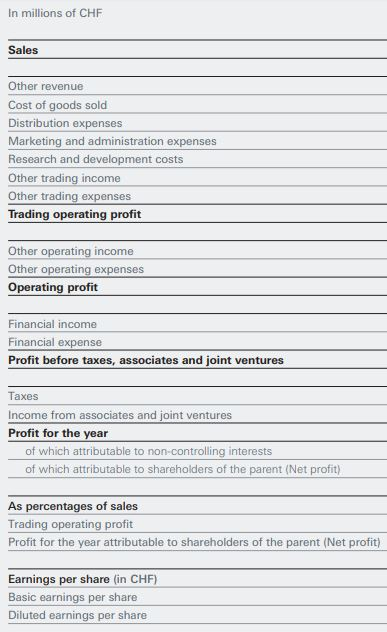 In millions of CHF
Sales
Other revenue
Cost of goods sold
Distribution expenses
Marketing and administration expenses
Research and development costs
Other trading income
Other trading expenses
Trading operating profit
Other operating income
Other operating expenses
Operating profit
Financial income
Financial expense
Profit before taxes, associates and joint ventures
Taxes
Income from associates and joint ventures
Profit for the year
of which attributable to non-controlling interests
of which attributable to shareholders of the parent (Net profit)
As percentages of sales
Trading operating profit
Profit for the year attributable to shareholders of the parent (Net profit)
Earnings per share (in CHF)
Basic earnings per share
Diluted earnings per share